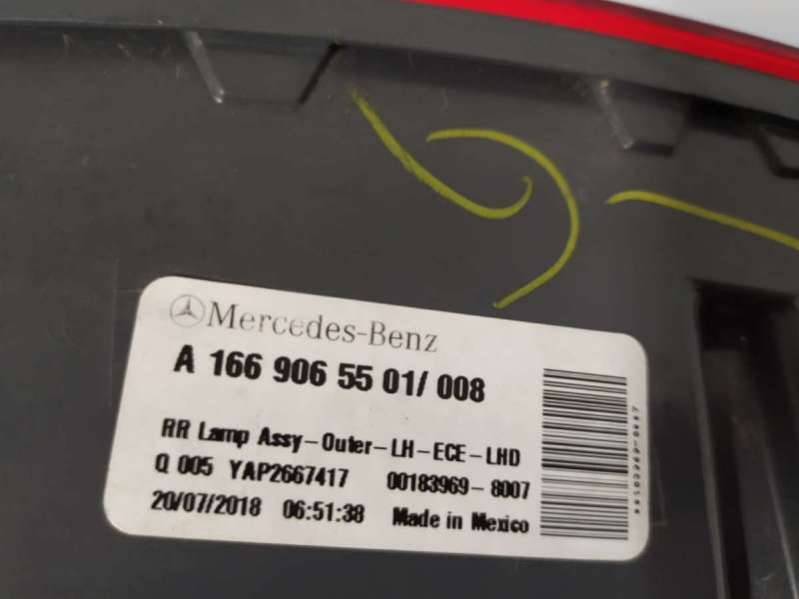 Mercedes-Benz
A 166 906 55 01/ 008
RR Lamp Assy-Outer-LH-ECE-LHD
Q 005 YAP2667417 00183969-8007
20/07/2018 06:51:38 Made in Mexico